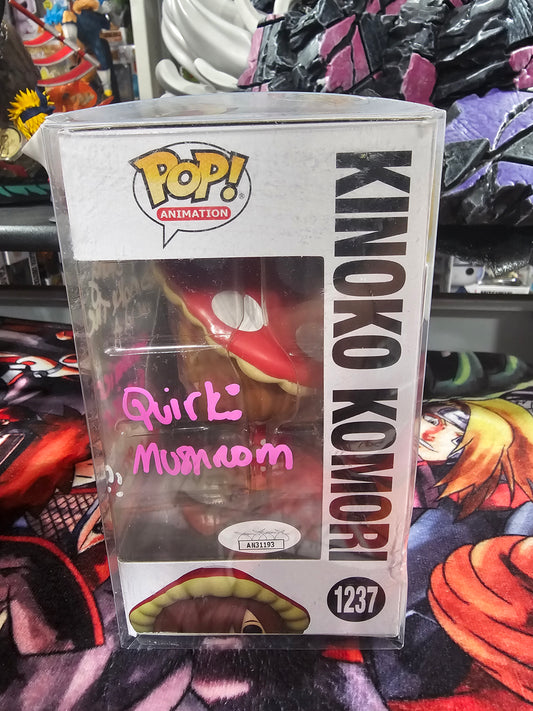 POP!
ANIMATION
KINOKO KOMORI
Quirk:
Mushroom
AN31193
1237